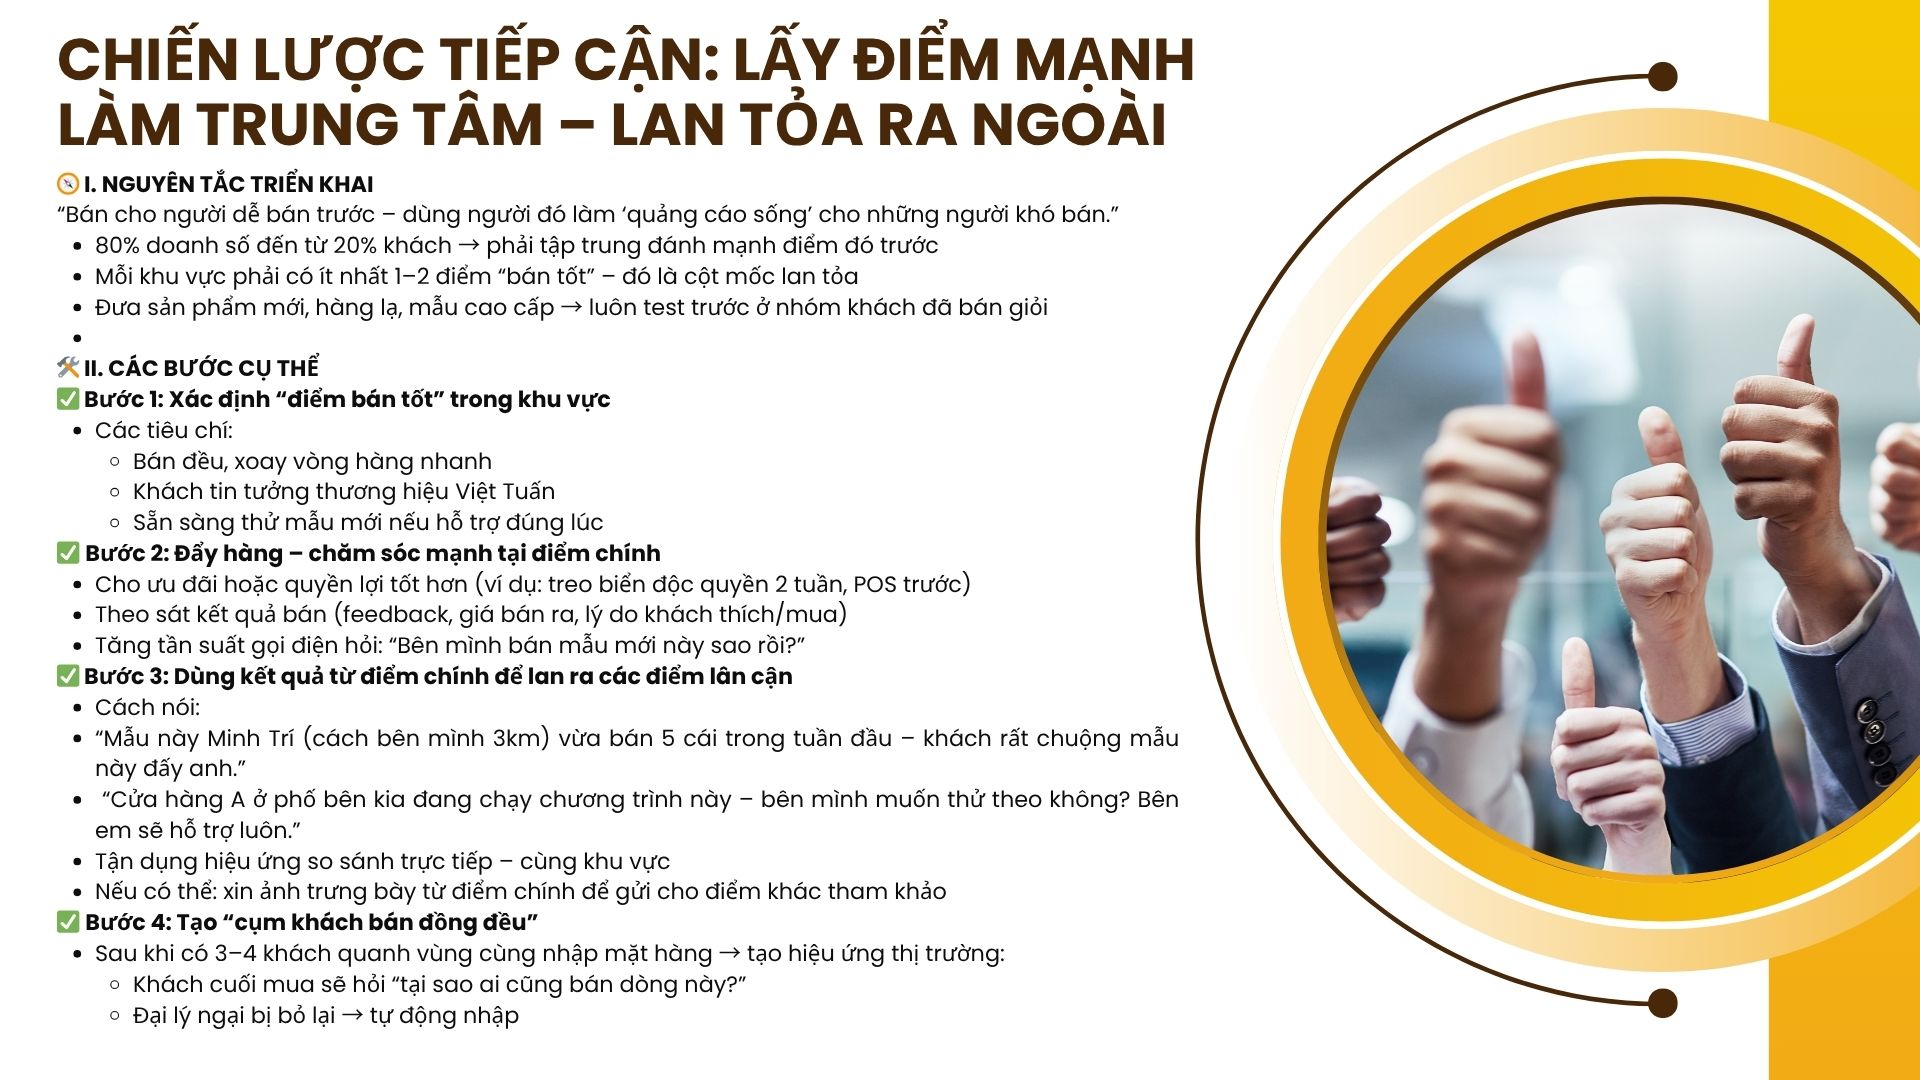 CHIẾN LƯỢC TIẾP CẬN: LẤY ĐIỂM MẠNH
LÀM TRUNG TÂM – LAN TỎA RA NGOÀI
🧭 I. NGUYÊN TẮC TRIỂN KHAI
“Bán cho người dễ bán trước – dùng người đó làm ‘quảng cáo sống’ cho những người khó bán.”
• 80% doanh số đến từ 20% khách → phải tập trung đánh mạnh điểm đó trước
• Mỗi khu vực phải có ít nhất 1–2 điểm “bán tốt” – đó là cột mốc lan tỏa
• Đưa sản phẩm mới, hàng lạ, mẫu cao cấp → luôn test trước ở nhóm khách đã bán giỏi
•
🛠️ II. CÁC BƯỚC CỤ THỂ
✅ Bước 1: Xác định “điểm bán tốt” trong khu vực
• Các tiêu chí:
○ Bán đều, xoay vòng hàng nhanh
○ Khách tin tưởng thương hiệu Việt Tuấn
○ Sẵn sàng thử mẫu mới nếu hỗ trợ đúng lúc
✅ Bước 2: Đẩy hàng – chăm sóc mạnh tại điểm chính
• Cho ưu đãi hoặc quyền lợi tốt hơn (ví dụ: treo biển độc quyền 2 tuần, POS trước)
• Theo sát kết quả bán (feedback, giá bán ra, lý do khách thích/mua)
• Tăng tần suất gọi điện hỏi: “Bên mình bán mẫu mới này sao rồi?”
✅ Bước 3: Dùng kết quả từ điểm chính để lan ra các điểm lân cận
• Cách nói:
• “Mẫu này Minh Trí (cách bên mình 3km) vừa bán 5 cái trong tuần đầu – khách rất chuộng mẫu
này đấy anh.”
• “Cửa hàng A ở phố bên kia đang chạy chương trình này – bên mình muốn thử theo không? Bên
em sẽ hỗ trợ luôn.”
• Tận dụng hiệu ứng so sánh trực tiếp – cùng khu vực
• Nếu có thể: xin ảnh trưng bày từ điểm chính để gửi cho điểm khác tham khảo
✅ Bước 4: Tạo “cụm khách bán đồng đều”
• Sau khi có 3–4 khách quanh vùng cùng nhập mặt hàng → tạo hiệu ứng thị trường:
○ Khách cuối mua sẽ hỏi “tại sao ai cũng bán dòng này?”
○ Đại lý ngại bị bỏ lại → tự động nhập